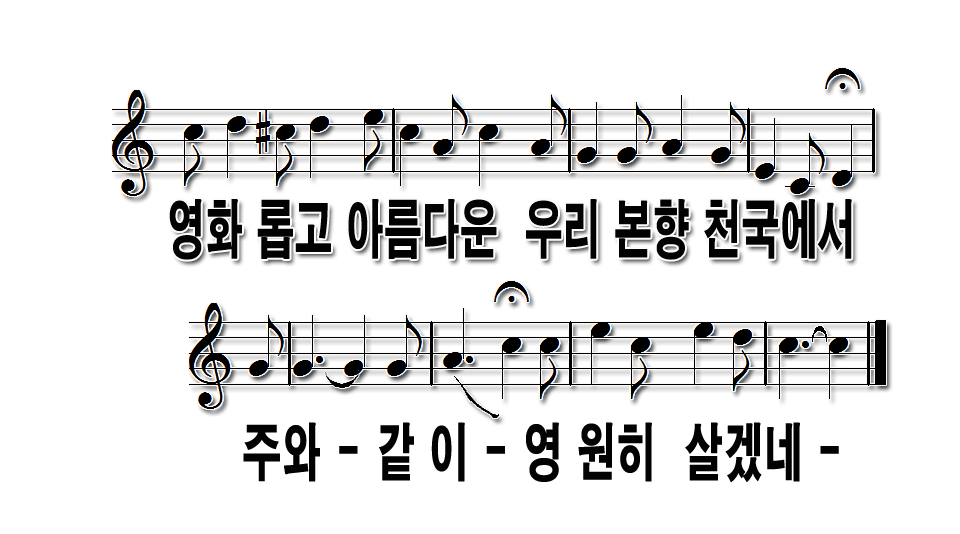 영화 롭고 아름다운 우리 본향 천국에서
주와 - 같 이 - 영 원히 살겠네 -